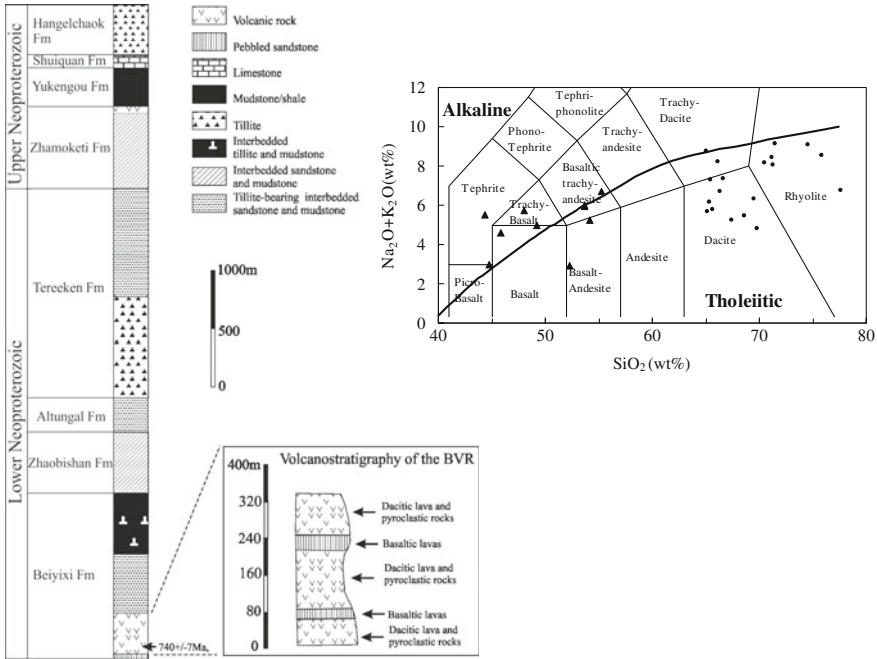 Upper Neoproterozoic
Lower Neoproterozoic
Hangelchaok
Fm
Shuiquan Fm
Yukengou Fm
Zhamoketi Fm
Tereeken Fm
Altungal Fm
Zhaobishan Fm
Beiyixi Fm
740+/-7Ma,
Volcanic rock
Pebbled sandstone
Limestone
Mudstone/shale
Tillite
Interbedded
tillite and mudstone
Interbedded sandstone
and mudstone
Tillite-bearing interbedded
sandstone and mudstone
1000m
500
0
Volcanostratigraphy of the BVR
400m
320
240
160
80
0
Dacitic lava and
pyroclastic rocks
Basaltic lavas
Dacitic lava and
pyroclastic rocks
Basaltic lavas
Dacitic lava and
pyroclastic rocks
Na2O+K2O (wt%)
12
10
8
6
4
2
0
40
50
60
70
80
SiO2 (wt%)
Alkaline
Tephri-
phonolite
Trachy-
Dacite
Phono-
Tephrite
Trachy-
andesite
Tephrite
Basaltic
trachy-
andesite
Trachy-
Basalt
Rhyolite
Dacite
Andesite
Picro-
Basalt
Basalt
Basalt-
Andesite
Tholeiitic